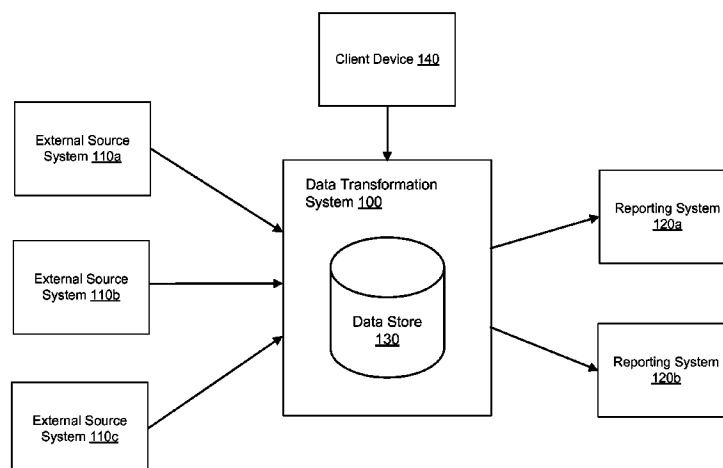 Client Device 140
External Source
System 110a
Data Transformation
System 100
Reporting System
120a
External Source
System 110b
Data Store
130
Reporting System
120b
External Source
System 110c